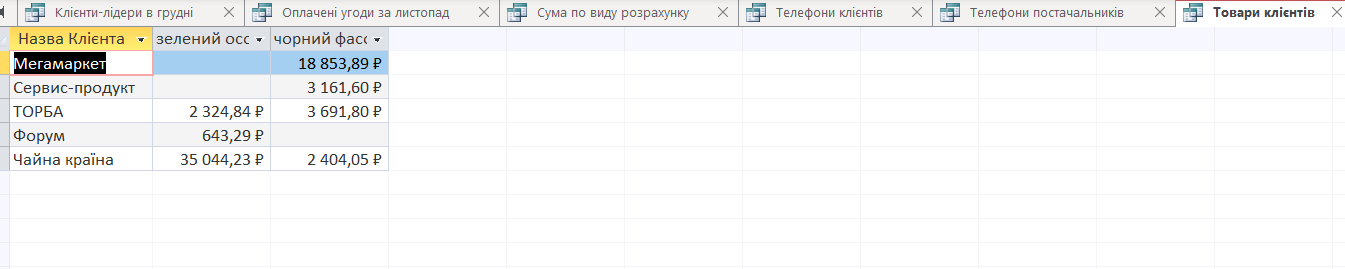 Клієнти-лідери в грудні Оплачені угоди за листопад Сума по виду розрахунку Телефони клієнтів Телефони постачальників Товари клієнтів
Назва Клієнта зелений осс чорний фасо
Мегамаркет 18 853,89 ₽
Сервис-продукт 3 161,60 ₽
ТОРБА 2 324,84 ₽ 3 691,80 ₽
Форум 643,29 ₽
Чайна країна 35 044,23 ₽ 2 404,05 ₽